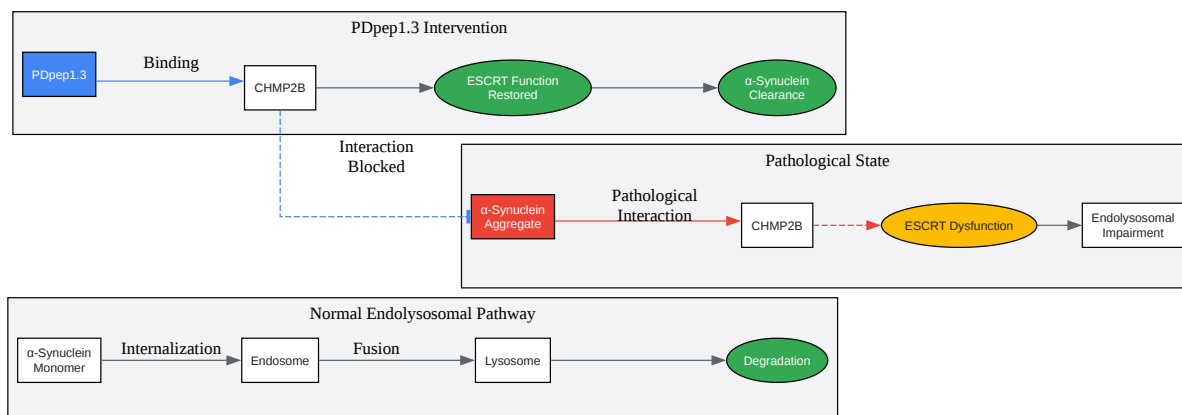 PDpep1.3 Intervention
PDpep1.3
Binding
CHMP2B
ESCRT Function
Restored
α-Synuclein
Clearance
Interaction
Blocked
Pathological State
α-Synuclein
Aggregate
Pathological
Interaction
CHMP2B
ESCRT Dysfunction
Endolysosomal
Impairment
Normal Endolysosomal Pathway
α-Synuclein
Monomer
Internalization
Endosome
Fusion
Lysosome
Degradation